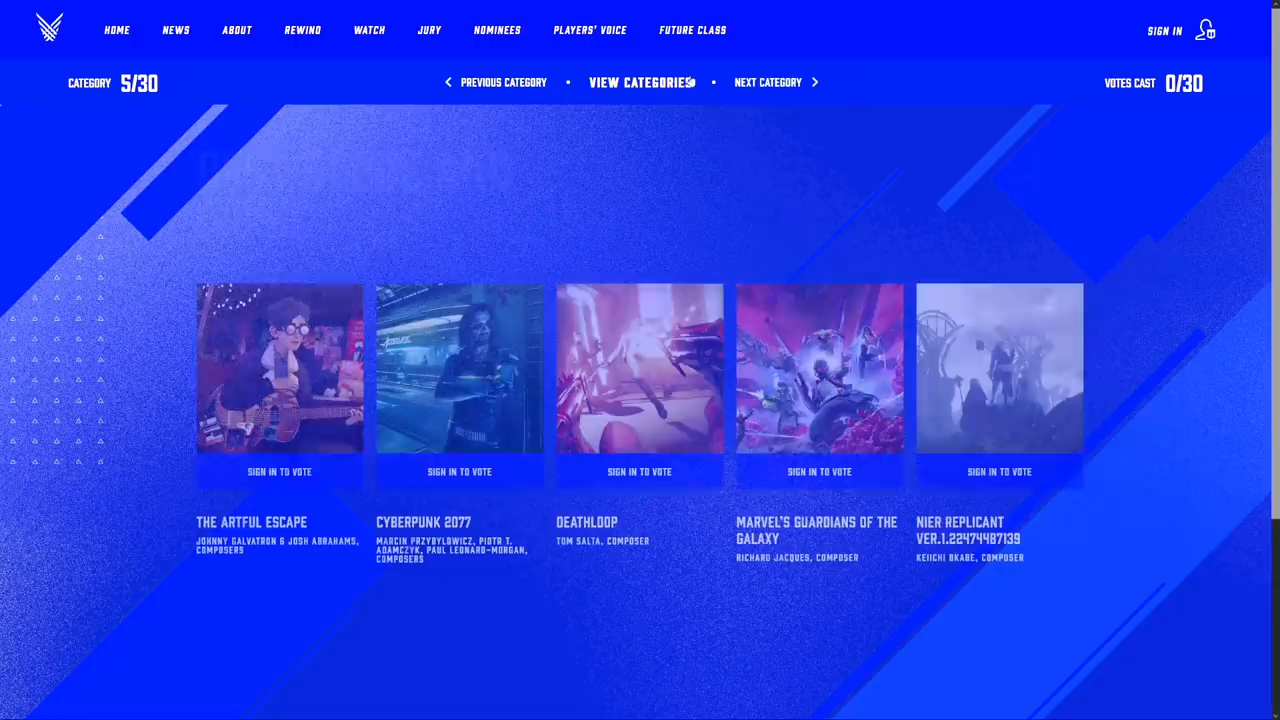 HOME NEWS ABOUT REWIND WATCH JURY NOMINEES PLAYERS' VOICE FUTURE CLASS SIGN IN
CATEGORY 5/30 PREVIOUS CATEGORY • VIEW CATEGORIES • NEXT CATEGORY VOTES CAST 0/30
SIGN IN TO VOTE SIGN IN TO VOTE SIGN IN TO VOTE SIGN IN TO VOTE SIGN IN TO VOTE
THE ARTFUL ESCAPE
JOHNNY GALVATRON & JOSH ABRAHAMS,
COMPOSERS
CYBERPUNK 2077
MARCIN PRZYBYLOWICZ, PIOTR T.
ADAMCZYK, PAUL LEONARD-MORGAN,
COMPOSERS
DEATHLOOP
TOM SALTA, COMPOSER
MARVEL'S GUARDIANS OF THE
GALAXY
RICHARD JACQUES, COMPOSER
NIER REPLICANT
VER.1.22474487139
KEIICHI OKABE, COMPOSER